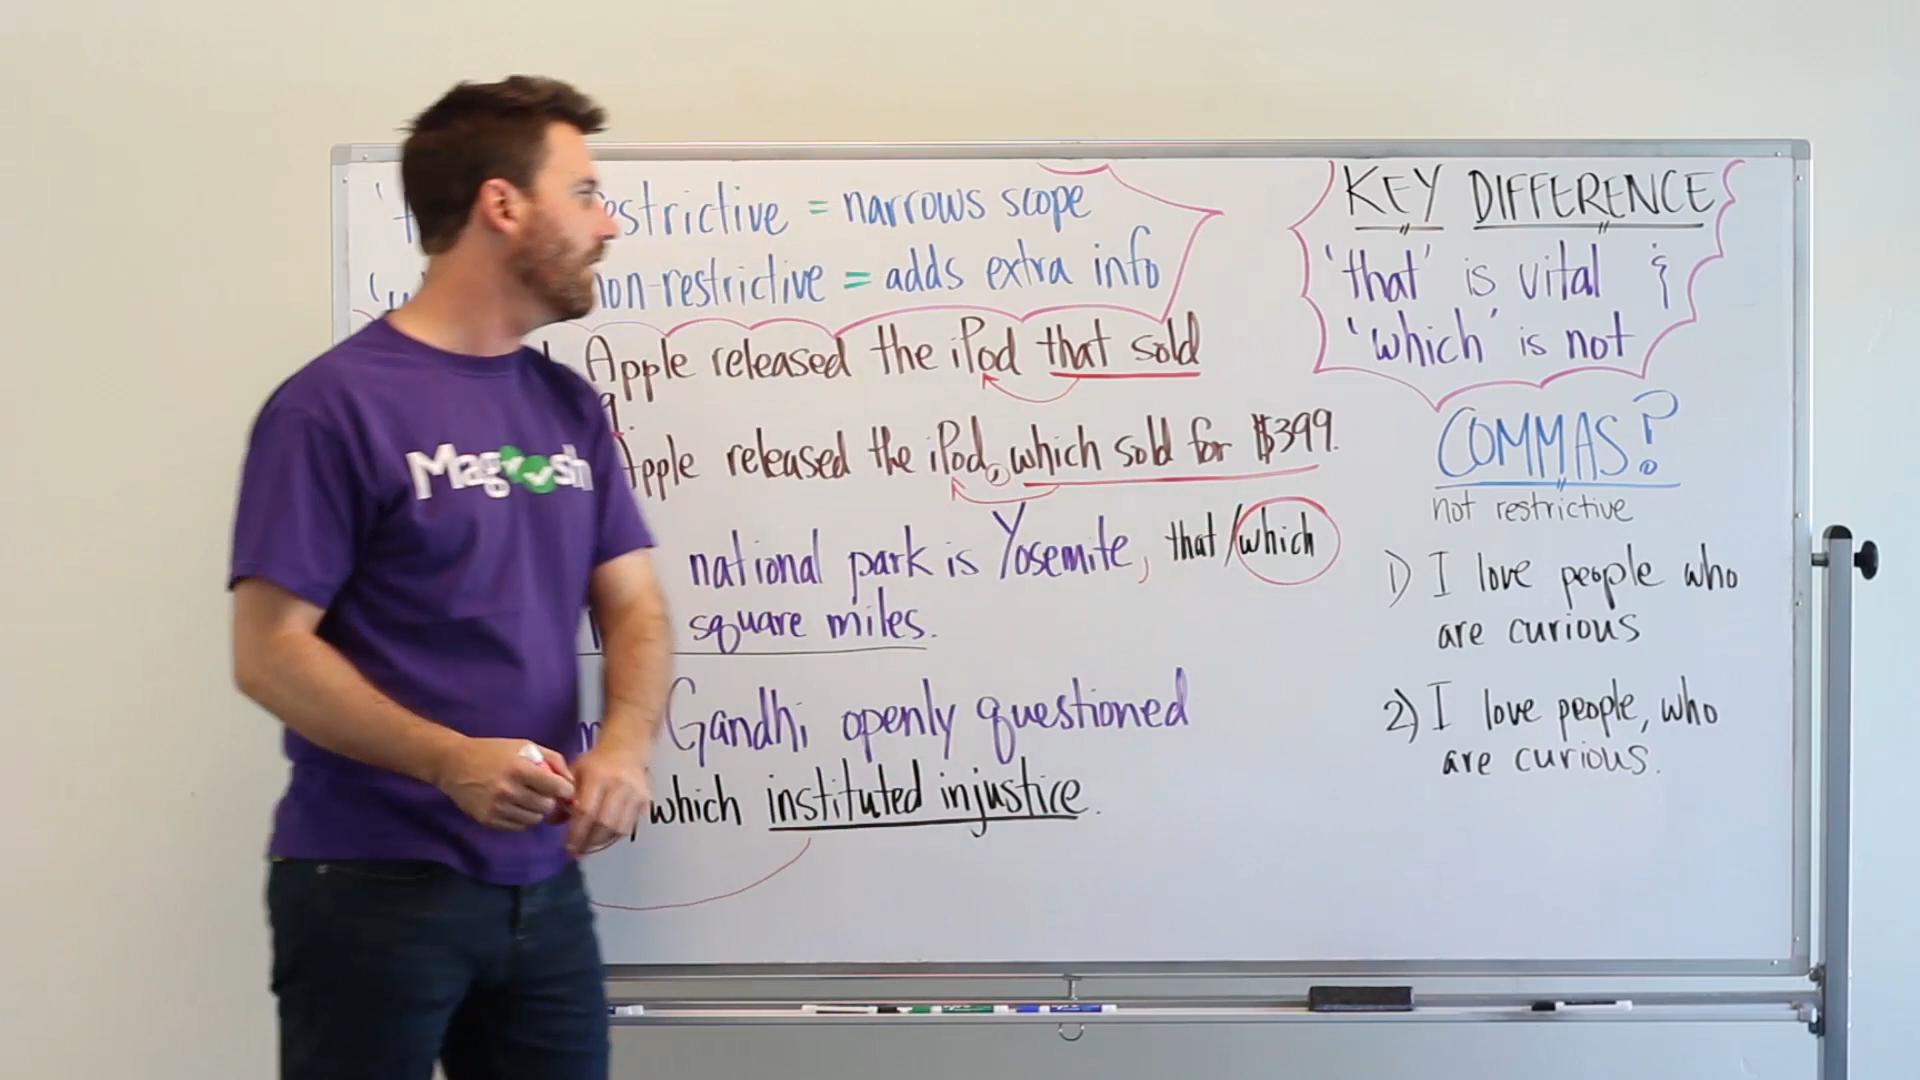 restrictive = narrows scope
non-restrictive = adds extra info
Apple released the iPod that sold
Apple released the iPod, which sold for $399.
national park is Yosemite, that/which
square miles.
Gandhi openly questioned
which instituted injustice.
KEY DIFFERENCE
'that' is vital &
'which' is not
COMMAS?
not restrictive
1) I love people who
are curious
2) I love people, who
are curious.
Magoosh